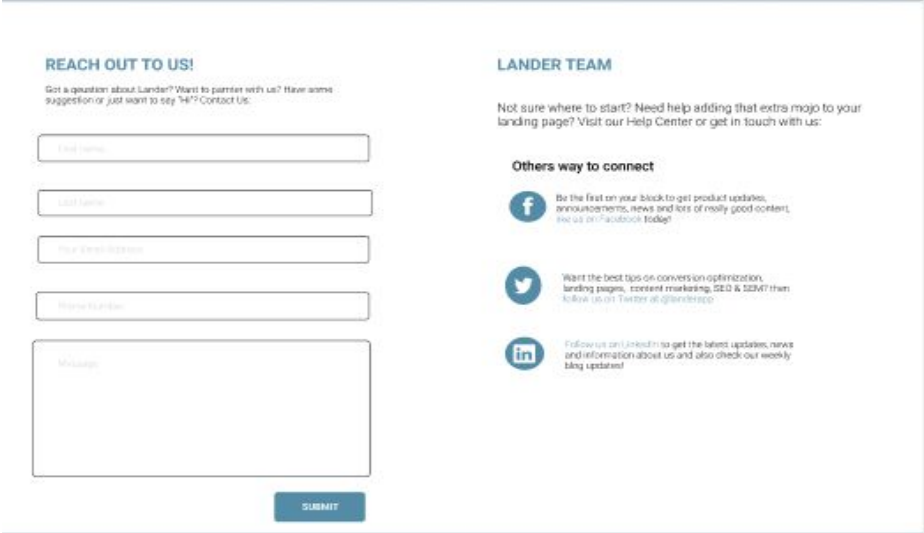 REACH OUT TO US!
Got a qeustion about Lander? Want to parnter with us? Have some
suggestion or just want to say "Hi"? Contact Us:
First name
Last Name
Your Email Address
Phone Number
Message
SUBMIT
LANDER TEAM
Not sure where to start? Need help adding that extra mojo to your
landing page? Visit our Help Center or get in touch with us:
Others way to connect
Be the first on your block to get product updates,
announcements, news and lots of really good content,
like us on Facebook today!
Want the best tips on conversion optimization,
landing pages, content marketing, SEO & SEM? then
follow us on Twitter at @landerapp
Follow us on LinkedIn to get the latest updates, news
and information about us and also check our weekly
blog updates!